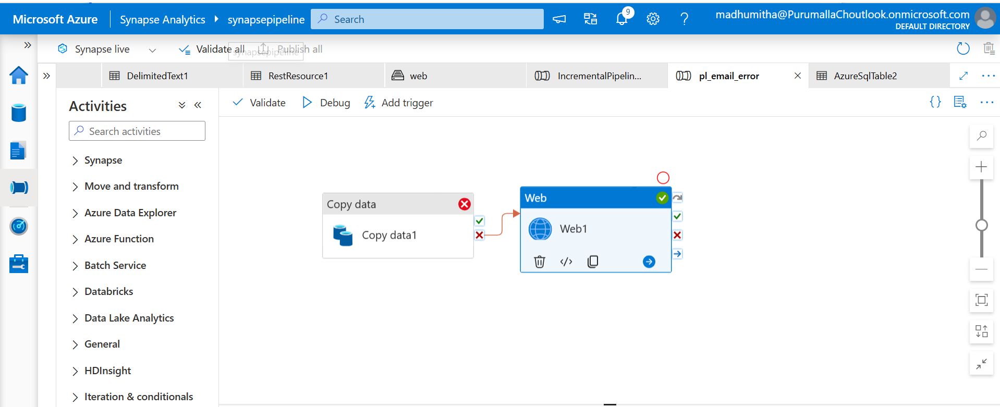 Microsoft Azure
Synapse Analytics
synapsepipeline
Search
9
madhumitha@PurumallaChoutlook.onmicrosoft.com
DEFAULT DIRECTORY
Synapse live
Validate all
Publish all
synapsepipeline
DelimitedText1
RestResource1
web
IncrementalPipelin...
pl_email_error
AzureSqlTable2
Activities
Validate
Debug
Add trigger
Search activities
Synapse
Move and transform
Azure Data Explorer
Azure Function
Batch Service
Databricks
Data Lake Analytics
General
HDInsight
Iteration & conditionals
Copy data
Copy data1
Web
Web1